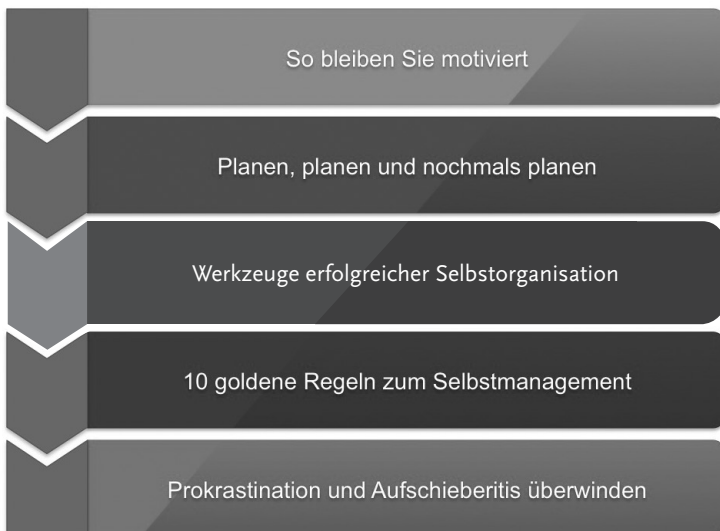 So bleiben Sie motiviert
Planen, planen und nochmals planen
Werkzeuge erfolgreicher Selbstorganisation
10 goldene Regeln zum Selbstmanagement
Prokrastination und Aufschieberitis überwinden